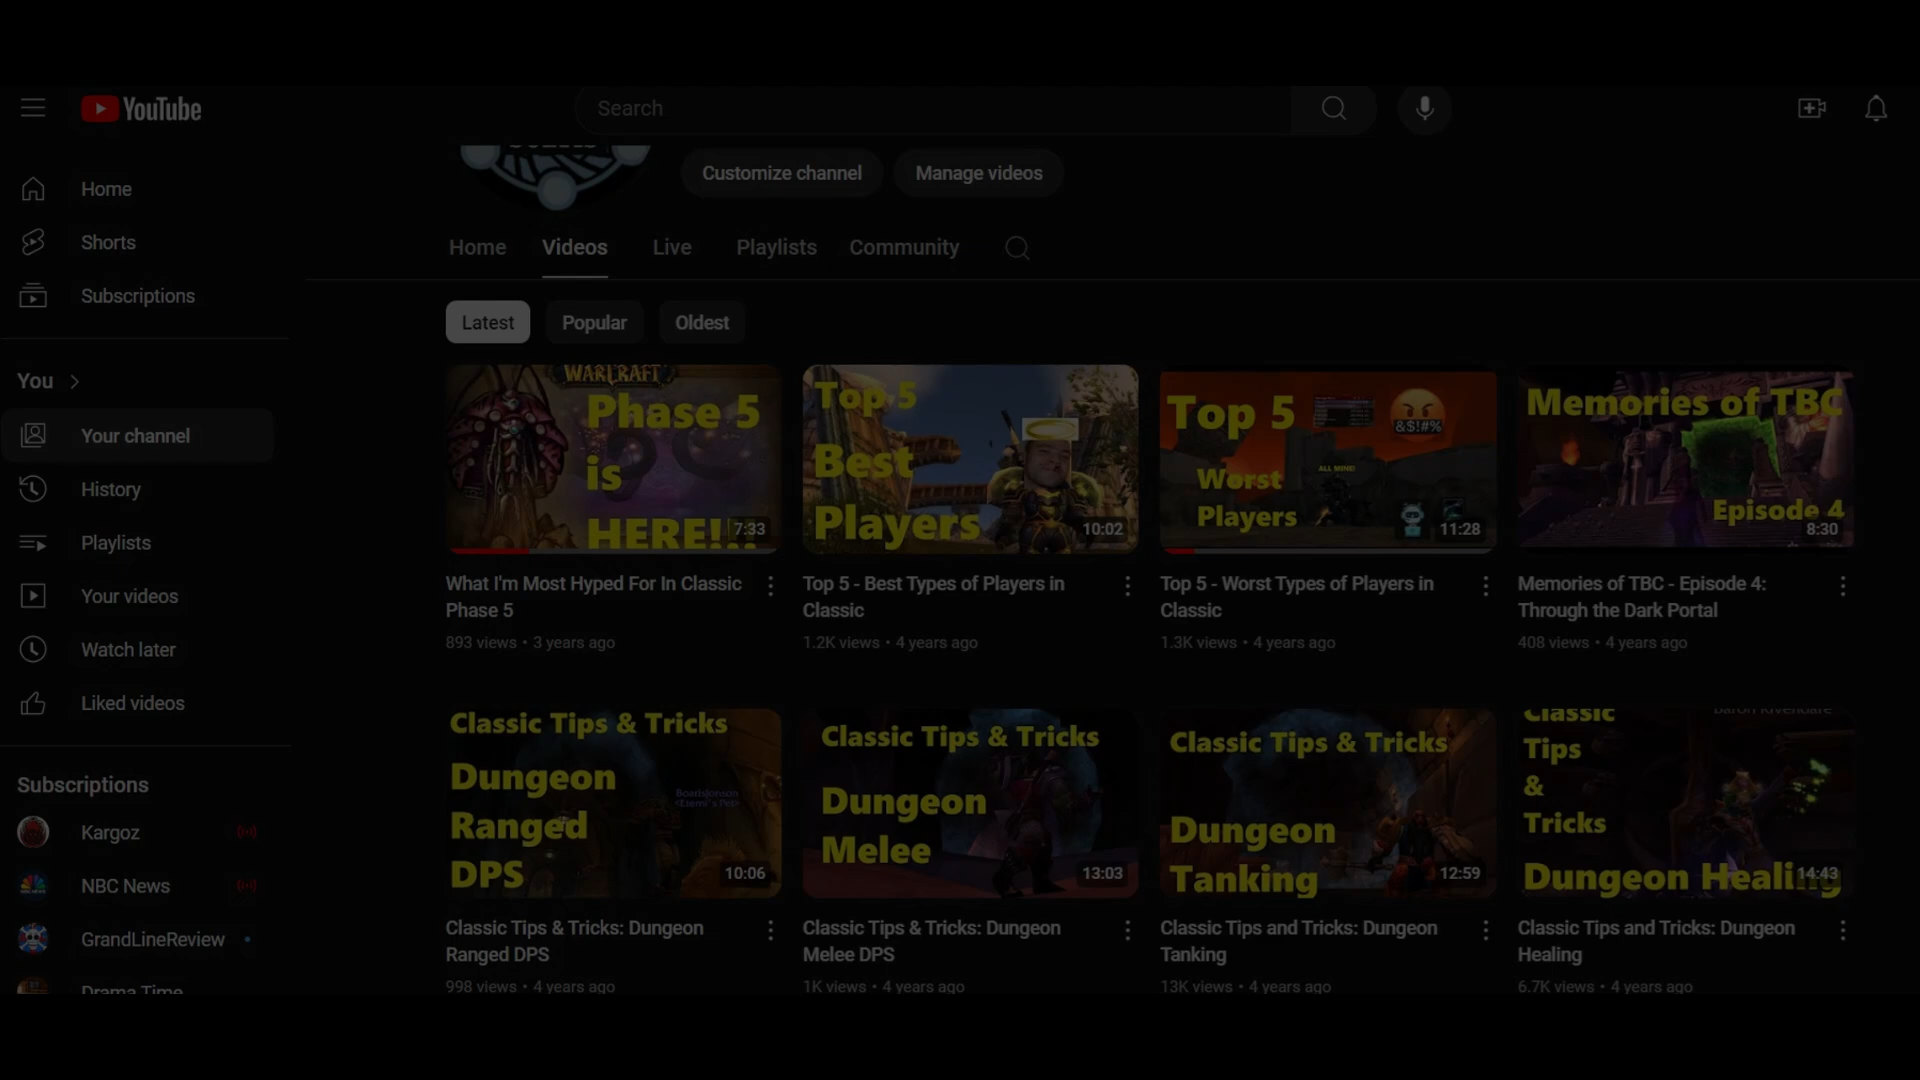 YouTube
Search
Customize channel
Manage videos
Home
Shorts
Subscriptions
Home
Videos
Live
Playlists
Community
Latest
Popular
Oldest
You
Your channel
History
Playlists
Your videos
Watch later
Liked videos
Subscriptions
Kargoz
NBC News
GrandLineReview
Drama Time
WARCRAFT
Phase 5
is
HERE!!!
7:33
What I'm Most Hyped For In Classic
Phase 5
893 views • 3 years ago
Top 5
Best
Players
10:02
Top 5 - Best Types of Players in
Classic
1.2K views • 4 years ago
Top 5
&$!#%
ALL MINE!
Worst
Players
11:28
Top 5 - Worst Types of Players in
Classic
1.3K views • 4 years ago
Memories of TBC
Episode 4
8:30
Memories of TBC - Episode 4:
Through the Dark Portal
408 views • 4 years ago
Classic Tips & Tricks
Dungeon
Ranged
DPS
10:06
Classic Tips & Tricks: Dungeon
Ranged DPS
998 views • 4 years ago
Classic Tips & Tricks
Dungeon
Melee
13:03
Classic Tips & Tricks: Dungeon
Melee DPS
1K views • 4 years ago
Classic Tips & Tricks
Dungeon
Tanking
12:59
Classic Tips and Tricks: Dungeon
Tanking
13K views • 4 years ago
Baron Rivendare
Classic
Tips
&
Tricks
Dungeon Healing
14:43
Classic Tips and Tricks: Dungeon
Healing
6.7K views • 4 years ago